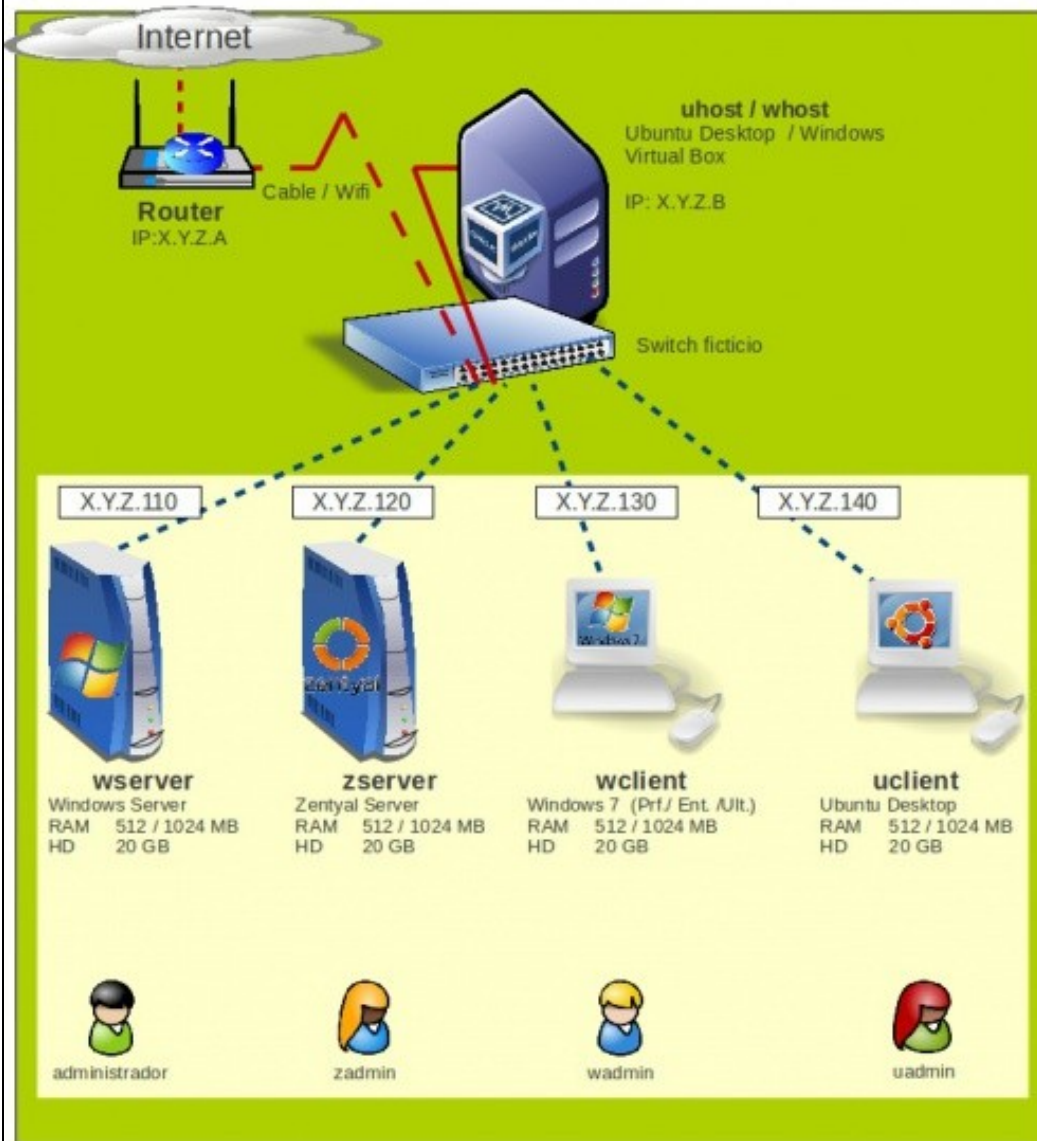 Internet
uhost / whost
Ubuntu Desktop / Windows
Virtual Box
IP: X.Y.Z.B
Cable / Wifi
Router
IP:X.Y.Z.A
Switch ficticio
X.Y.Z.110
X.Y.Z.120
X.Y.Z.130
X.Y.Z.140
Windows 7
zentyal
wserver
Windows Server
RAM 512 / 1024 MB
HD 20 GB
zserver
Zentyal Server
RAM 512 / 1024 MB
HD 20 GB
wclient
Windows 7 (Prf./ Ent. /Ult.)
RAM 512 / 1024 MB
HD 20 GB
uclient
Ubuntu Desktop
RAM 512 / 1024 MB
HD 20 GB
administrador
zadmin
wadmin
uadmin